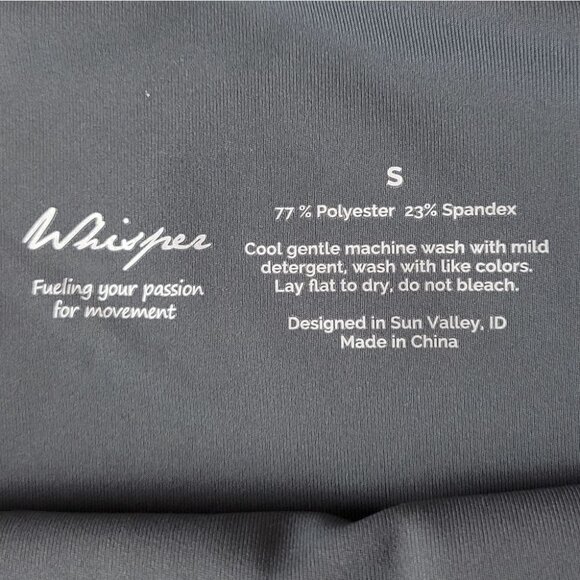 Whisper
Fueling your passion
for movement
S
77 % Polyester 23% Spandex
Cool gentle machine wash with mild
detergent, wash with like colors.
Lay flat to dry, do not bleach.
Designed in Sun Valley, ID
Made in China